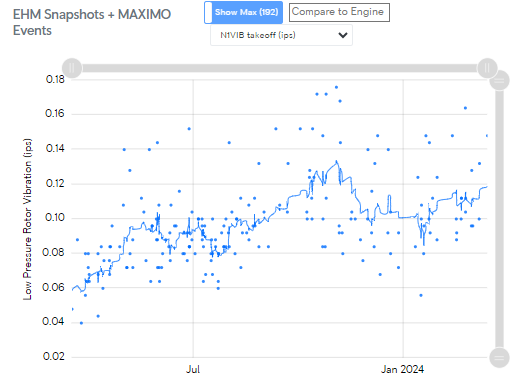 EHM Snapshots + MAXIMO
Events
Show Max (192)
Compare to Engine
N1VIB takeoff (ips)
Low Pressure Rotor Vibration (ips)
0.18
0.16
0.14
0.12
0.10
0.08
0.06
0.04
0.02
Jul
Jan 2024